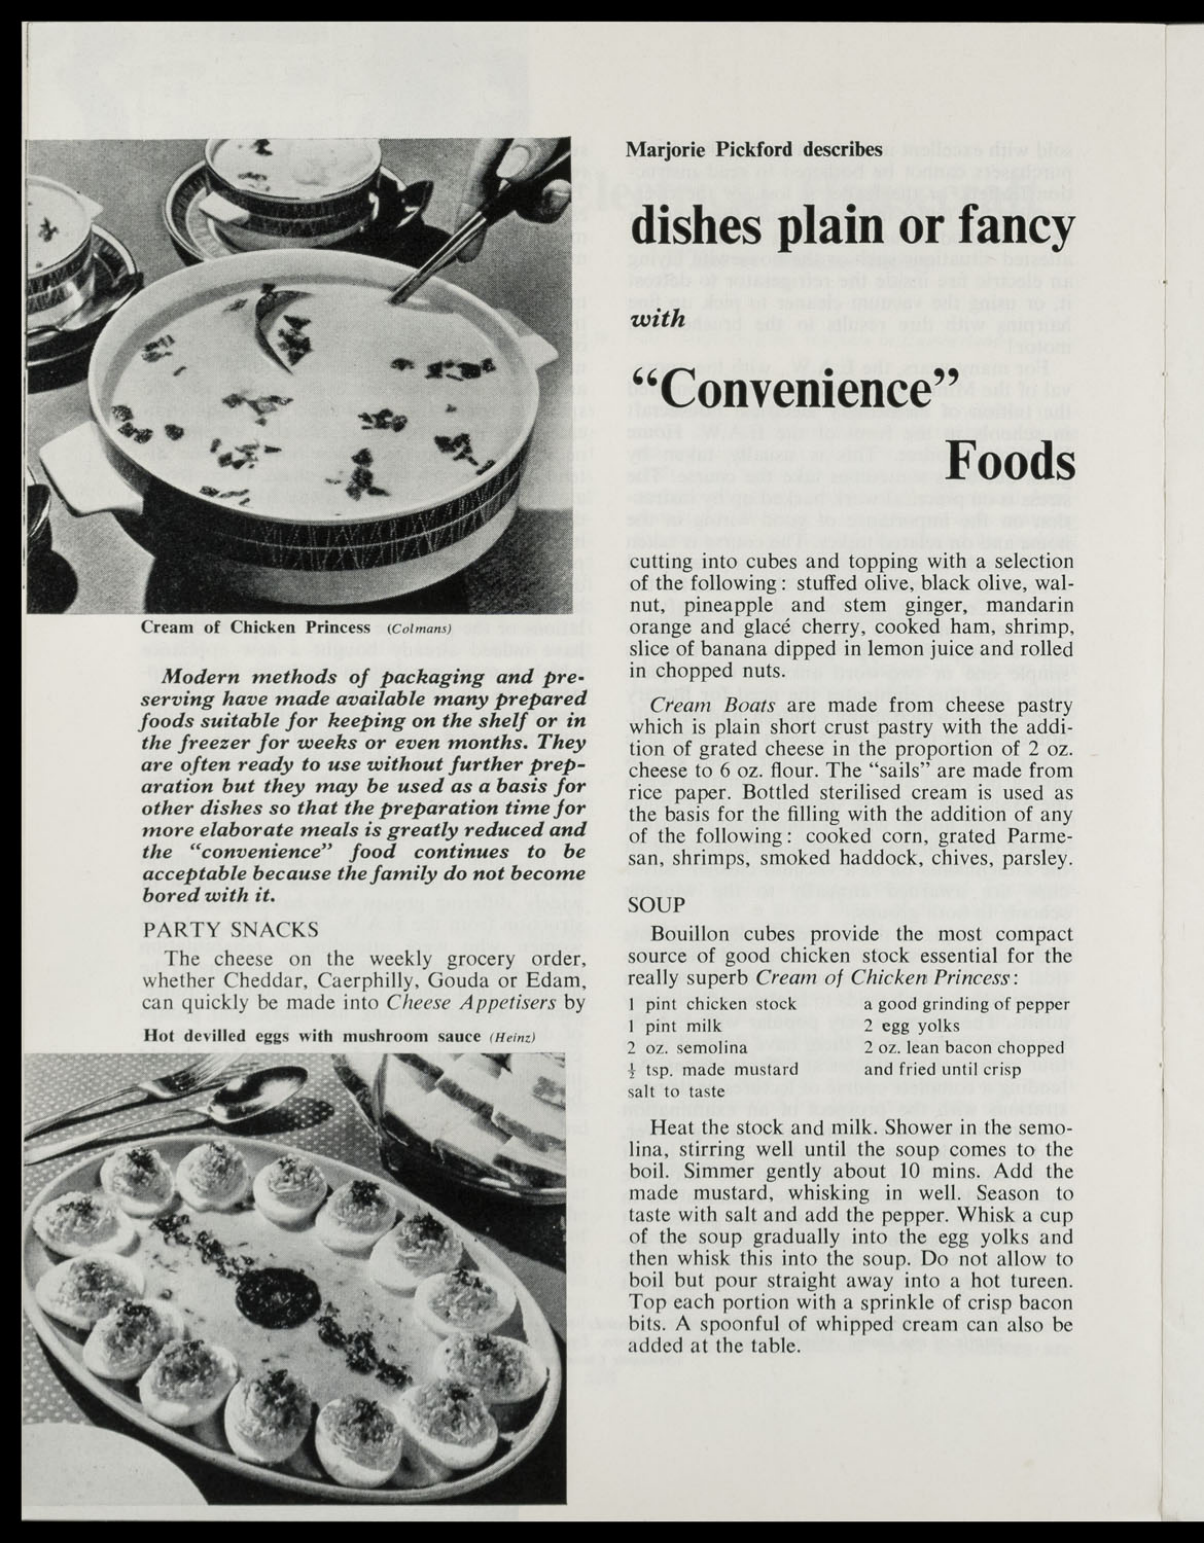 Marjorie Pickford describes
dishes plain or fancy
with
“Convenience”
Foods
Cream of Chicken Princess (Colmans)
Modern methods of packaging and pre-
serving have made available many prepared
foods suitable for keeping on the shelf or in
the freezer for weeks or even months. They
are often ready to use without further prep-
aration but they may be used as a basis for
other dishes so that the preparation time for
more elaborate meals is greatly reduced and
the “convenience” food continues to be
acceptable because the family do not become
bored with it.
PARTY SNACKS
The cheese on the weekly grocery order,
whether Cheddar, Caerphilly, Gouda or Edam,
can quickly be made into Cheese Appetisers by
Hot devilled eggs with mushroom sauce (Heinz)
cutting into cubes and topping with a selection
of the following: stuffed olive, black olive, wal-
nut, pineapple and stem ginger, mandarin
orange and glacé cherry, cooked ham, shrimp,
slice of banana dipped in lemon juice and rolled
in chopped nuts.
Cream Boats are made from cheese pastry
which is plain short crust pastry with the addi-
tion of grated cheese in the proportion of 2 oz.
cheese to 6 oz. flour. The “sails” are made from
rice paper. Bottled sterilised cream is used as
the basis for the filling with the addition of any
of the following: cooked corn, grated Parme-
san, shrimps, smoked haddock, chives, parsley.
SOUP
Bouillon cubes provide the most compact
source of good chicken stock essential for the
really superb Cream of Chicken Princess:
1 pint chicken stock
1 pint milk
2 oz. semolina
½ tsp. made mustard
salt to taste
a good grinding of pepper
2 egg yolks
2 oz. lean bacon chopped
and fried until crisp
Heat the stock and milk. Shower in the semo-
lina, stirring well until the soup comes to the
boil. Simmer gently about 10 mins. Add the
made mustard, whisking in well. Season to
taste with salt and add the pepper. Whisk a cup
of the soup gradually into the egg yolks and
then whisk this into the soup. Do not allow to
boil but pour straight away into a hot tureen.
Top each portion with a sprinkle of crisp bacon
bits. A spoonful of whipped cream can also be
added at the table.